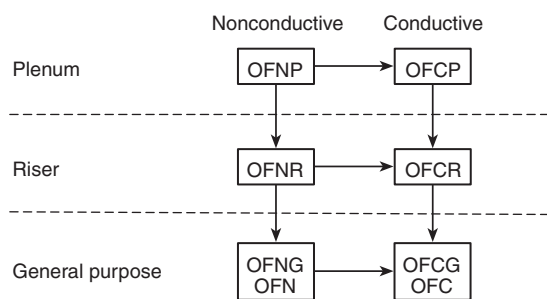 Nonconductive Conductive
Plenum OFNP OFCP
Riser OFNR OFCR
General purpose OFNG OFCG
OFN OFC